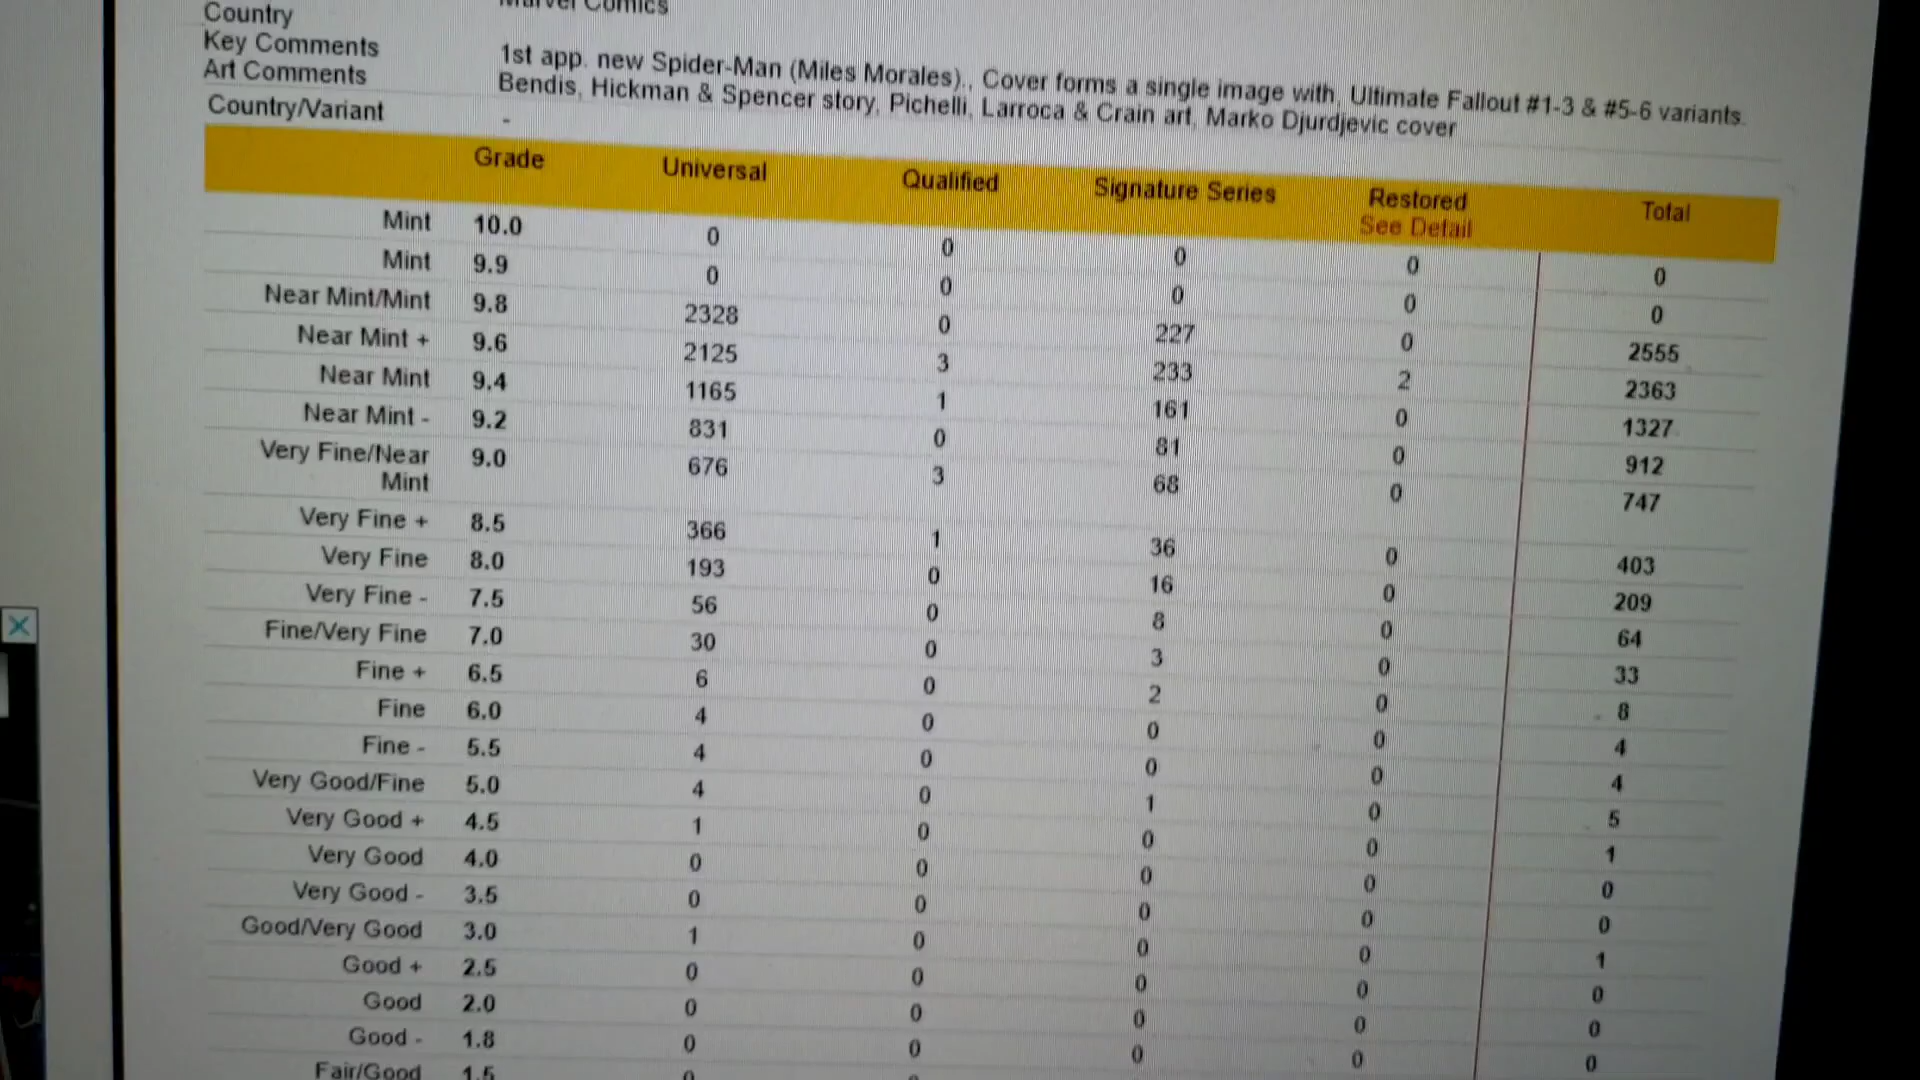 Marvel Comics
Country
Key Comments 1st app. new Spider-Man (Miles Morales)., Cover forms a single image with, Ultimate Fallout #1-3 & #5-6 variants.
Art Comments Bendis, Hickman & Spencer story, Pichelli, Larroca & Crain art, Marko Djurdjevic cover
Country/Variant -
Grade Universal Qualified Signature Series Restored Total
See Detail
Mint 10.0 0 0 0 0 0
Mint 9.9 0 0 0 0 0
Near Mint/Mint 9.8 2328 0 227 0 2555
Near Mint + 9.6 2125 3 233 2 2363
Near Mint 9.4 1165 1 161 0 1327
Near Mint - 9.2 831 0 81 0 912
Very Fine/Near 9.0 676 3 68 0 747
Mint
Very Fine + 8.5 366 1 36 0 403
Very Fine 8.0 193 0 16 0 209
Very Fine - 7.5 56 0 8 0 64
Fine/Very Fine 7.0 30 0 3 0 33
Fine + 6.5 6 0 2 0 8
Fine 6.0 4 0 0 0 4
Fine - 5.5 4 0 0 0 4
Very Good/Fine 5.0 4 0 1 0 5
Very Good + 4.5 1 0 0 0 1
Very Good 4.0 0 0 0 0 0
Very Good - 3.5 0 0 0 0 0
Good/Very Good 3.0 1 0 0 0 1
Good + 2.5 0 0 0 0 0
Good 2.0 0 0 0 0 0
Good - 1.8 0 0 0 0 0
Fair/Good 1.5 0